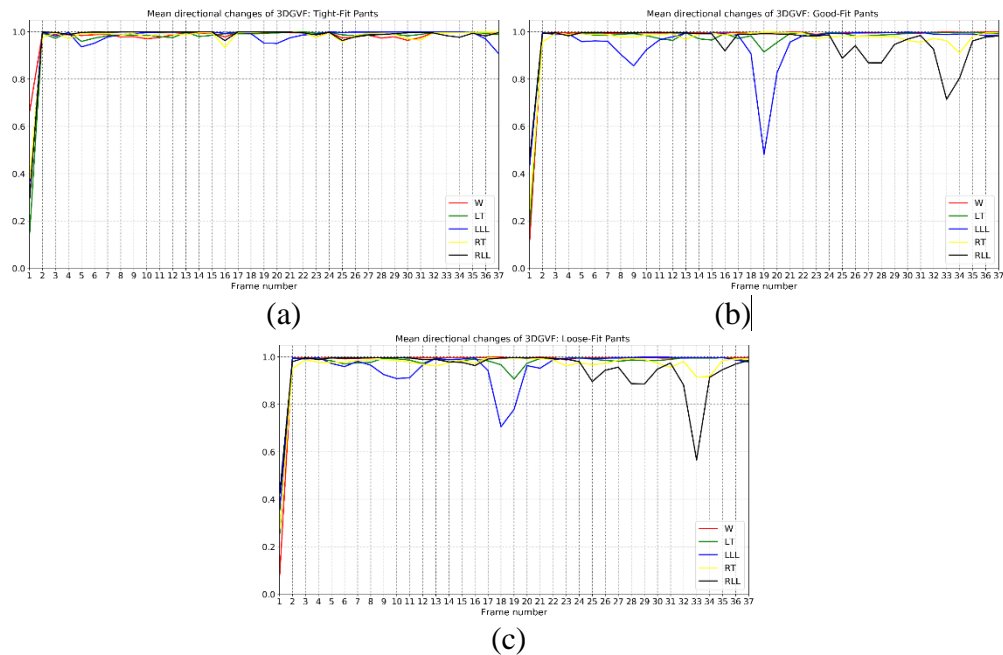 Mean directional changes of 3DGVF: Tight-Fit Pants
1.0
0.8
0.6
0.4
0.2
0.0
W
LT
LLL
RT
RLL
1 2 3 4 5 6 7 8 9 10 11 12 13 14 15 16 17 18 19 20 21 22 23 24 25 26 27 28 29 30 31 32 33 34 35 36 37
Frame number
(a)
Mean directional changes of 3DGVF: Good-Fit Pants
1.0
0.8
0.6
0.4
0.2
0.0
W
LT
LLL
RT
RLL
1 2 3 4 5 6 7 8 9 10 11 12 13 14 15 16 17 18 19 20 21 22 23 24 25 26 27 28 29 30 31 32 33 34 35 36 37
Frame number
(b)
Mean directional changes of 3DGVF: Loose-Fit Pants
1.0
0.8
0.6
0.4
0.2
0.0
W
LT
LLL
RT
RLL
1 2 3 4 5 6 7 8 9 10 11 12 13 14 15 16 17 18 19 20 21 22 23 24 25 26 27 28 29 30 31 32 33 34 35 36 37
Frame number
(c)